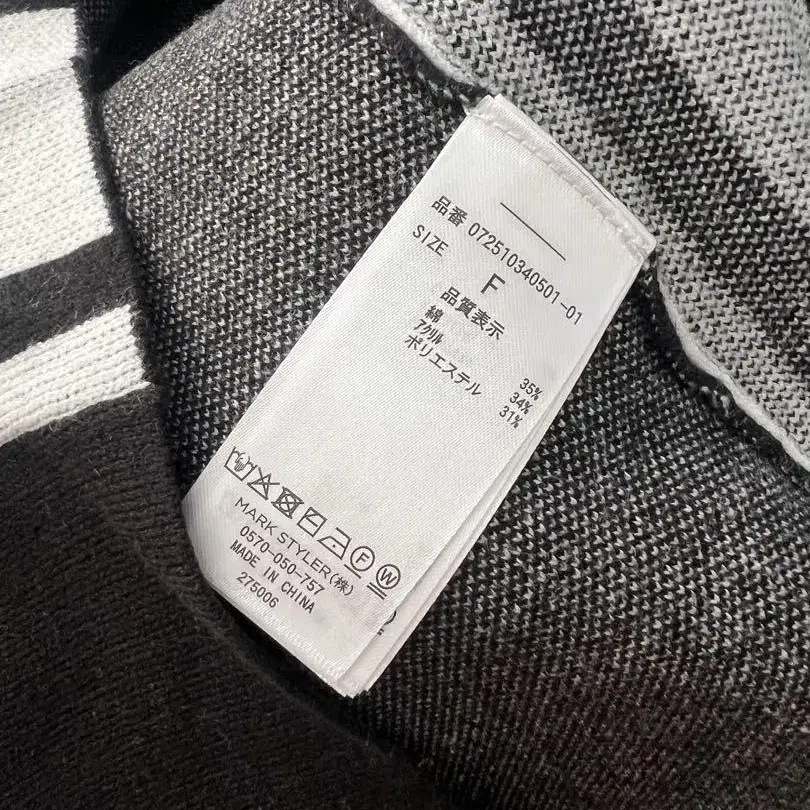 品番 072510340501-01
SIZE F
品質表示
綿 35%
アクリル 34%
ポリエステル 31%
MARK STYLER(株)
0570-050-757
MADE IN CHINA
275006